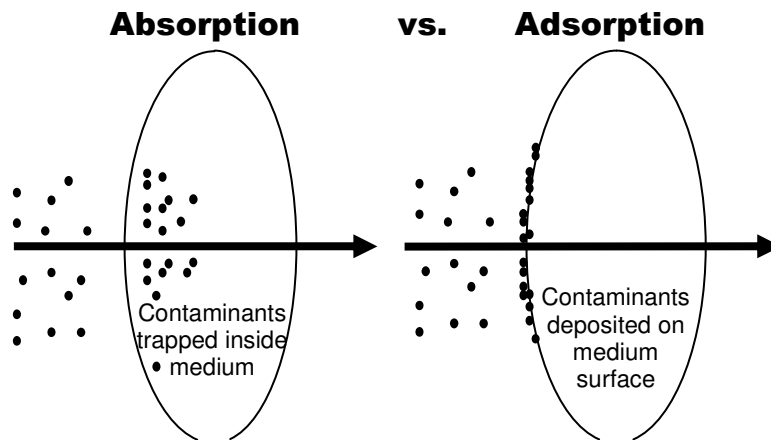 Absorption vs. Adsorption
Contaminants
trapped inside
medium
Contaminants
deposited on
medium
surface